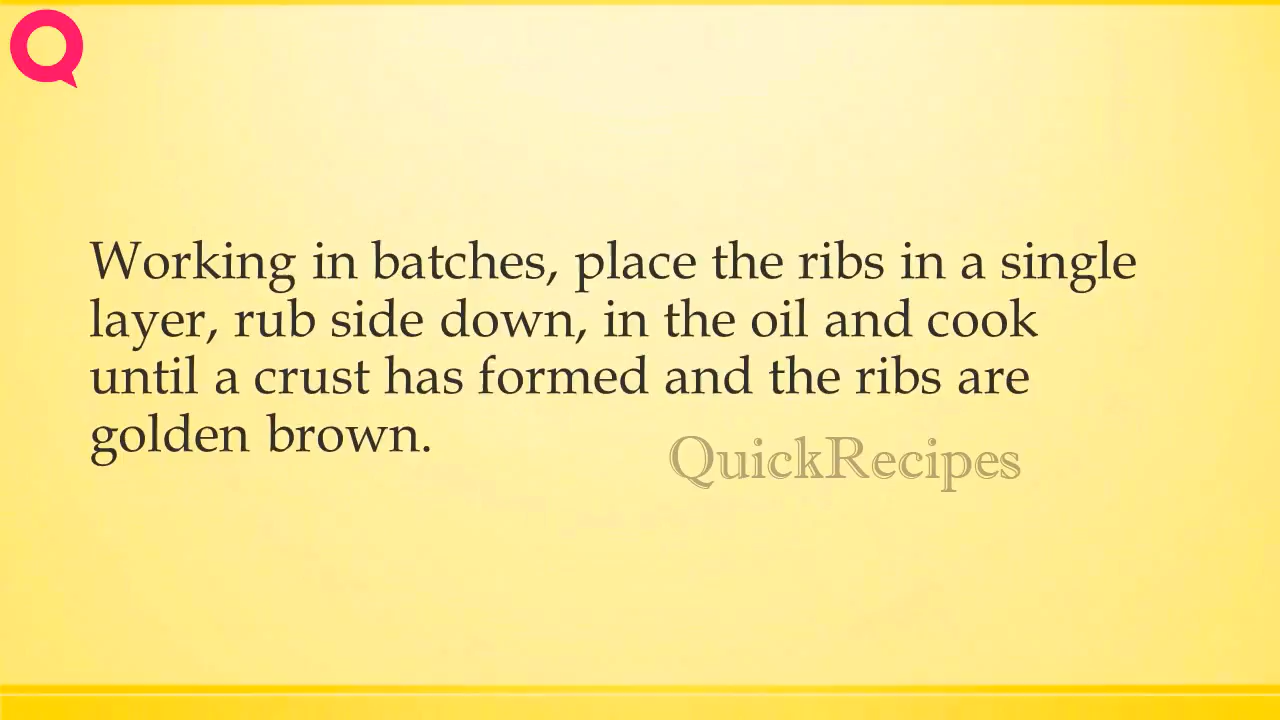 Working in batches, place the ribs in a single
layer, rub side down, in the oil and cook
until a crust has formed and the ribs are
golden brown.
QuickRecipes